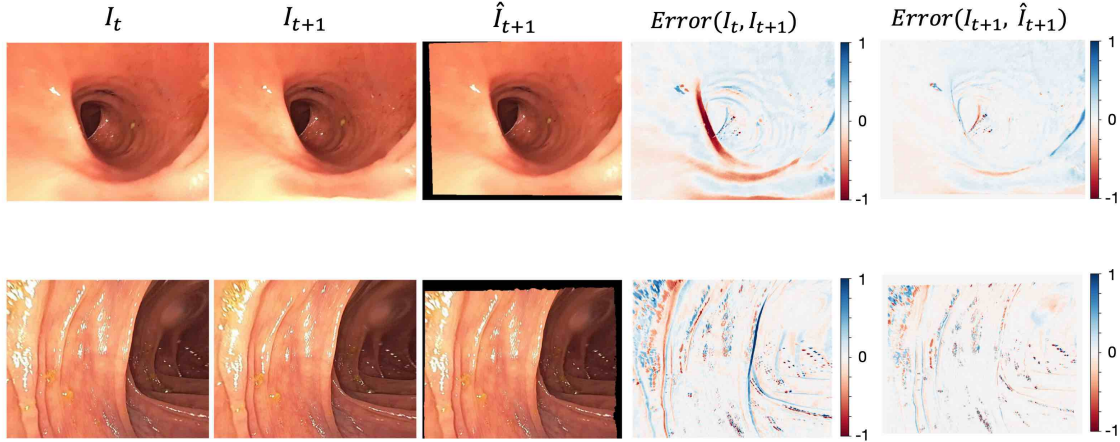 I_t
I_{t+1}
Î_{t+1}
Error(I_t, I_{t+1})
Error(I_{t+1}, Î_{t+1})
1
0
-1
1
0
-1
1
0
-1
1
0
-1